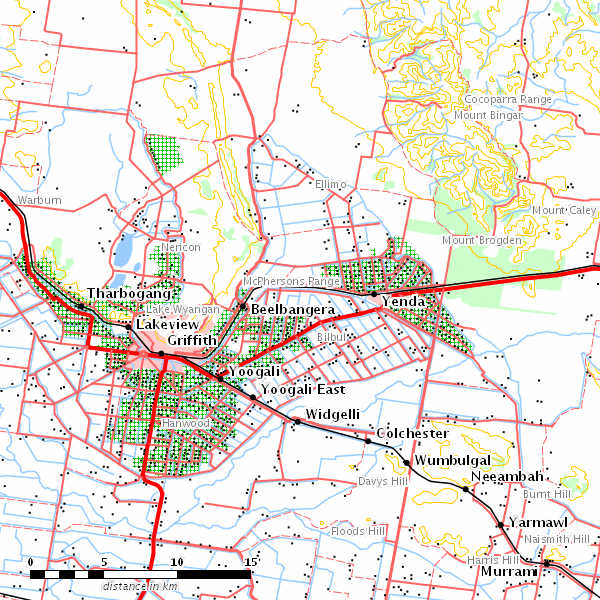 Cocoparra Range
Mount Bingar
Ellimo
Warburn
Mount Caley
Mount Brogden
Nericon
McPhersons Range
Tharbogang
Yenda
Lake Wyangan
Beelbangera
Lakeview
Bilbul
Griffith
Yoogali
Yoogali East
Widgelli
Hanwood
Colchester
Wumbulgal
Neeambah
Davys Hill
Burnt Hill
Yarmawl
Floods Hill
Naismith Hill
Harris Hill
Murrami
0 5 10 15
distance in km